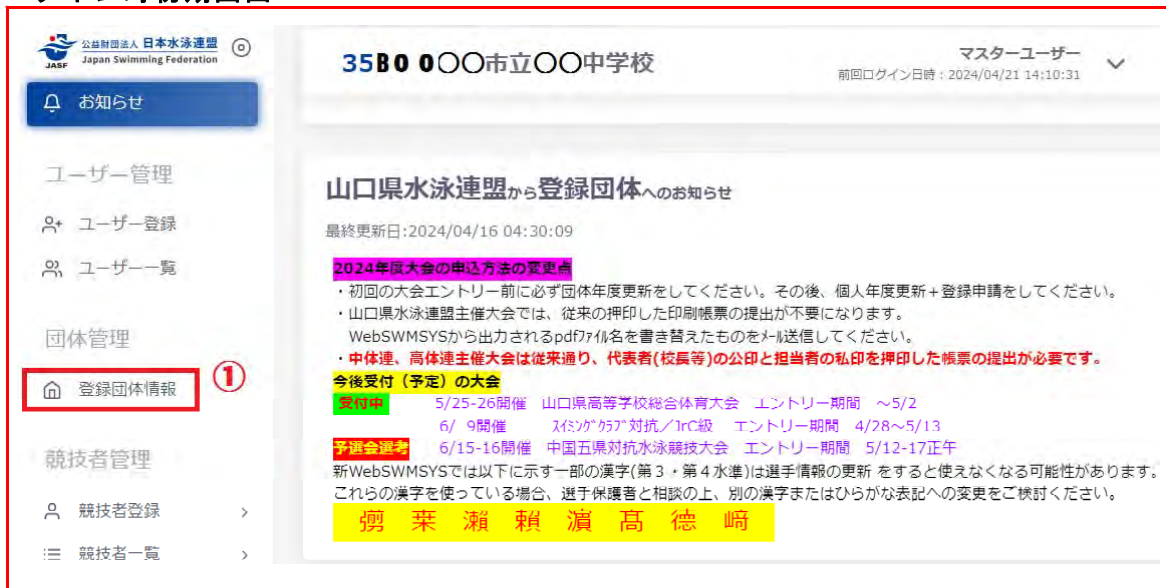 公益財団法人 日本水泳連盟
Japan Swimming Federation
JASF
お知らせ
ユーザー管理
ユーザー登録
ユーザー一覧
団体管理
登録団体情報
①
競技者管理
競技者登録
競技者一覧
35B0 0〇〇市立〇〇中学校
マスターユーザー
前回ログイン日時：2024/04/21 14:10:31
山口県水泳連盟から登録団体へのお知らせ
最終更新日:2024/04/16 04:30:09
2024年度大会の申込方法の変更点
・初回の大会エントリー前に必ず団体年度更新をしてください。その後、個人年度更新+登録申請をしてください。
・山口県水泳連盟主催大会では、従来の押印した印刷帳票の提出が不要になります。
WebSWMSYSから出力されるpdfﾌｧｲﾙ名を書き替えたものをﾒｰﾙ送信してください。
・中体連、高体連主催大会は従来通り、代表者(校長等)の公印と担当者の私印を押印した帳票の提出が必要です。
今後受付（予定）の大会
受付中 5/25-26開催 山口県高等学校総合体育大会 エントリー期間 ～5/2
6/ 9開催 ｽｲﾐﾝｸﾞｸﾗﾌﾞ対抗／JrC級 エントリー期間 4/28～5/13
予選会選考 6/15-16開催 中国五県対抗水泳競技大会 エントリー期間 5/12-17正午
新WebSWMSYSでは以下に示す一部の漢字(第３・第４水準)は選手情報の更新 をすると使えなくなる可能性があります。
これらの漢字を使っている場合、選手保護者と相談の上、別の漢字またはひらがな表記への変更をご検討ください。
瀨 賴 濵 髙 德 﨑